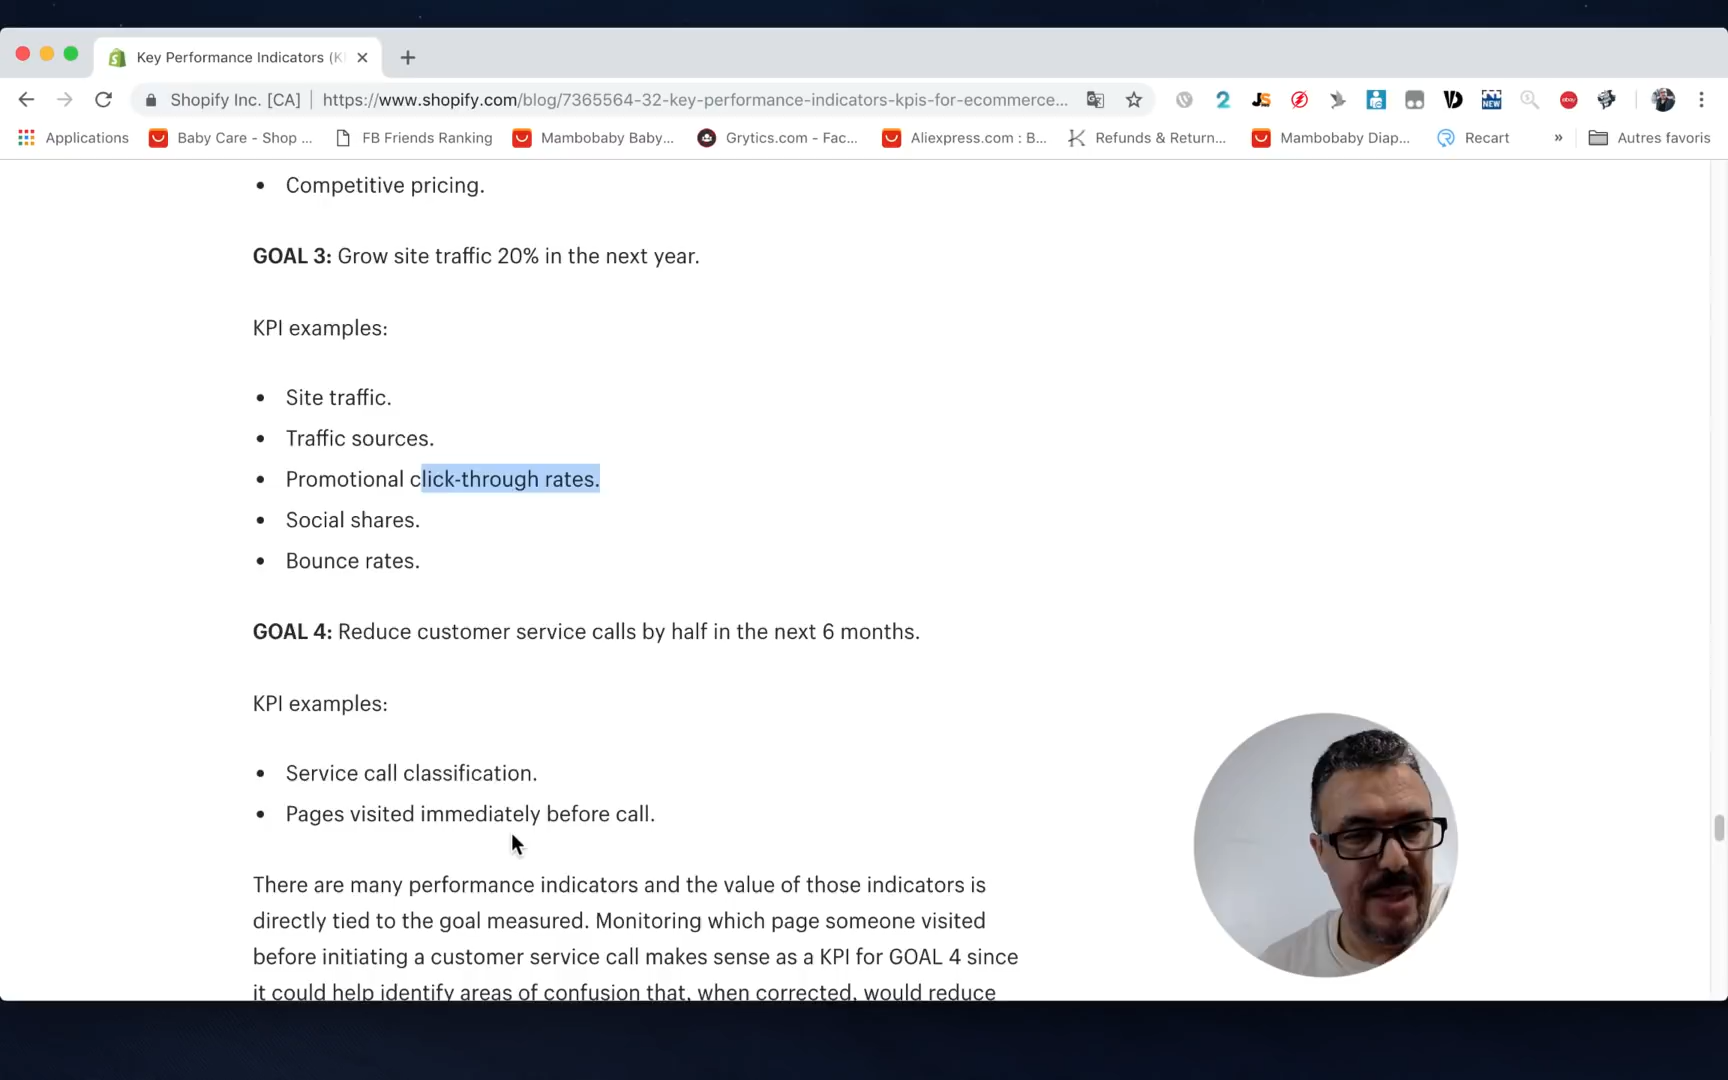 Key Performance Indicators (K
Shopify Inc. [CA] | https://www.shopify.com/blog/7365564-32-key-performance-indicators-kpis-for-ecommerce...
Applications Baby Care - Shop ... FB Friends Ranking Mambobaby Baby... Grytics.com - Fac... Aliexpress.com : B... Refunds & Return... Mambobaby Diap... Recart » Autres favoris
• Competitive pricing.
GOAL 3: Grow site traffic 20% in the next year.
KPI examples:
• Site traffic.
• Traffic sources.
• Promotional click-through rates.
• Social shares.
• Bounce rates.
GOAL 4: Reduce customer service calls by half in the next 6 months.
KPI examples:
• Service call classification.
• Pages visited immediately before call.
There are many performance indicators and the value of those indicators is
directly tied to the goal measured. Monitoring which page someone visited
before initiating a customer service call makes sense as a KPI for GOAL 4 since
it could help identify areas of confusion that, when corrected, would reduce